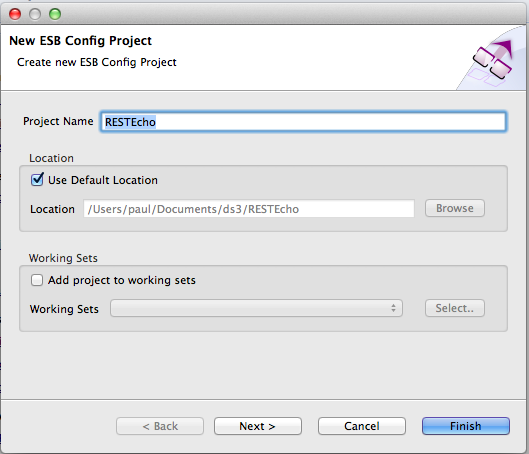 New ESB Config Project
Create new ESB Config Project
Project Name RESTEcho
Location
Use Default Location
Location /Users/paul/Documents/ds3/RESTEcho Browse
Working Sets
Add project to working sets
Working Sets Select..
< Back Next > Cancel Finish